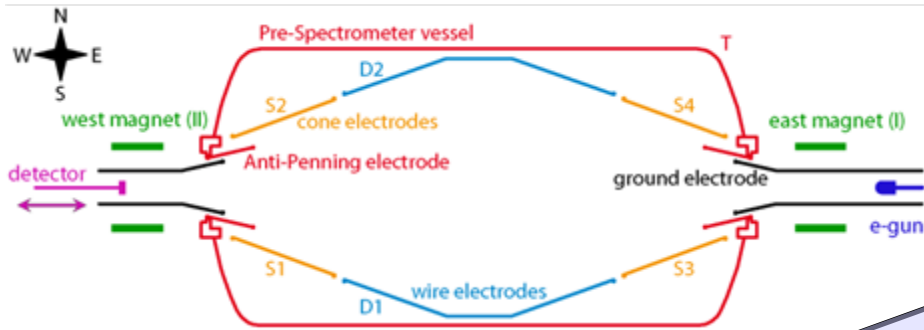 N
W E
S
Pre-Spectrometer vessel
T
D2
S2
S4
west magnet (II)
cone electrodes
east magnet (I)
Anti-Penning electrode
detector
ground electrode
e-gun
S1
S3
wire electrodes
D1